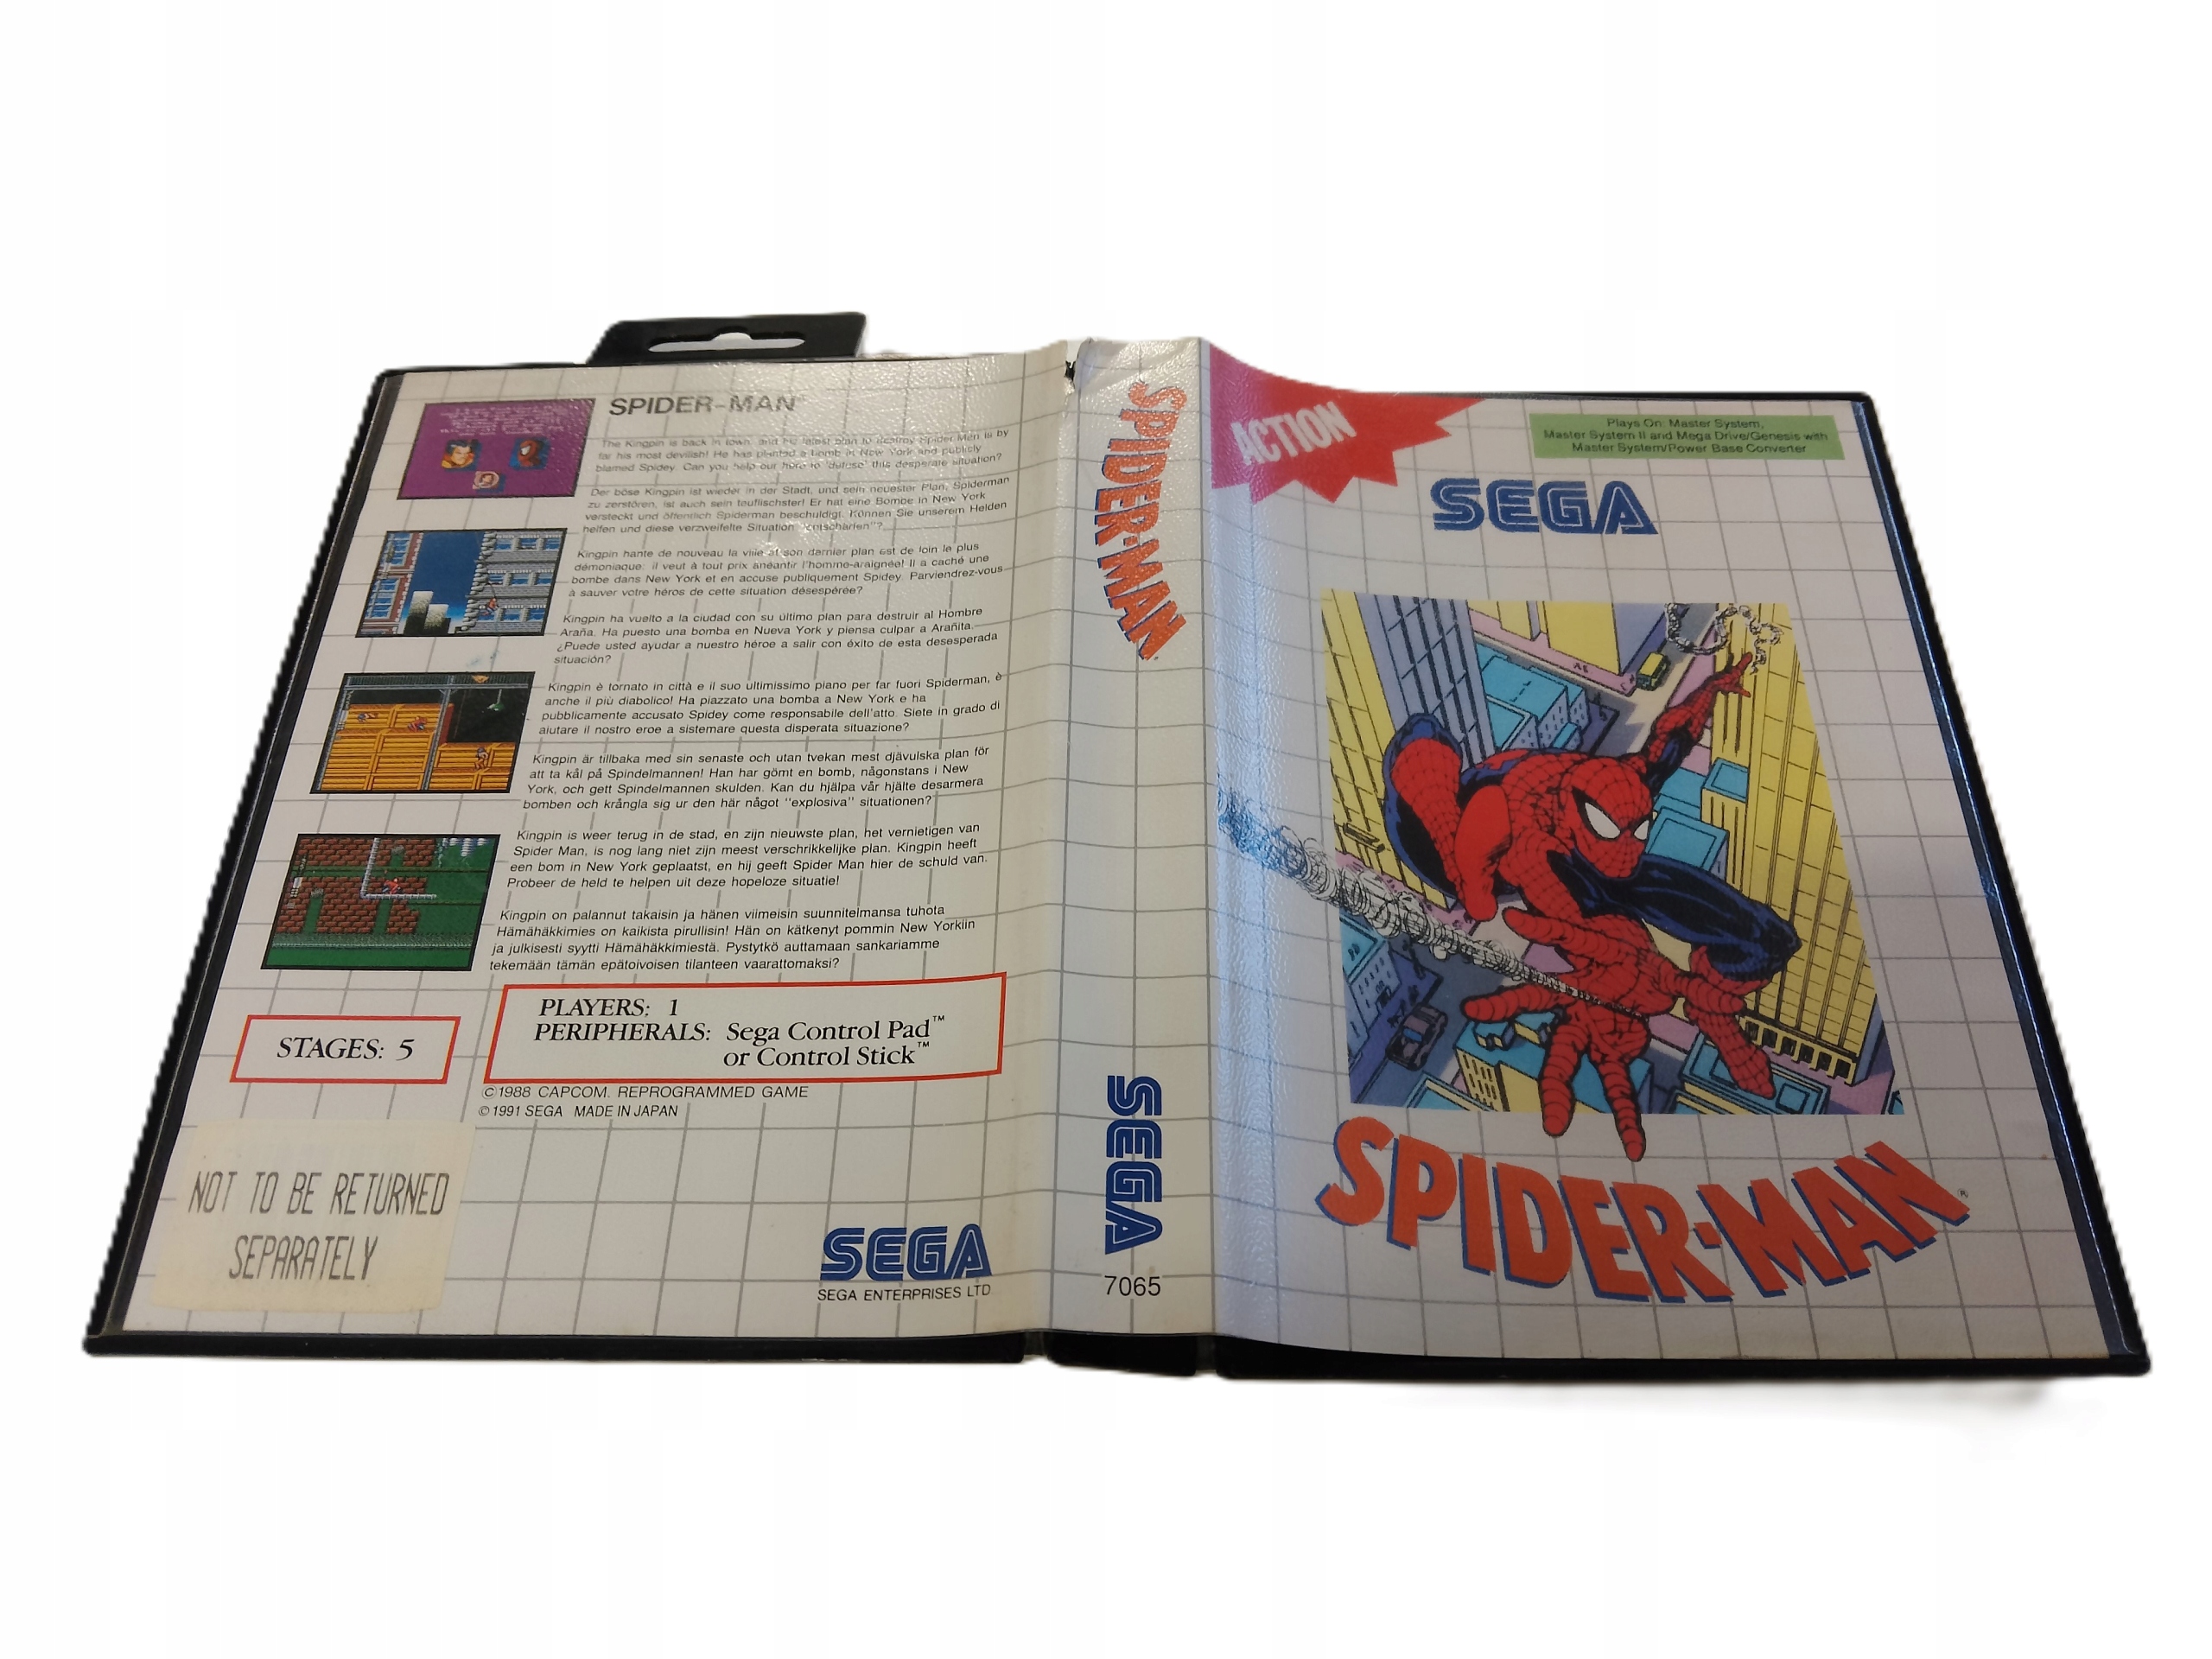 SPIDER-MAN
The Kingpin is back in town, and his latest plan to destroy Spider Man is by
far his most devilish! He has planted a bomb in New York and publicly
blamed Spidey. Can you help our hero to 'defuse' this desperate situation?
Der böse Kingpin ist wieder in der Stadt, und sein neuester Plan, Spiderman
zu zerstören, ist auch sein teuflischster! Er hat eine Bombe in New York
versteckt und öffentlich Spiderman beschuldigt. Können Sie unserem Helden
helfen und diese verzweifelte Situation "entschärfen"?
Kingpin hante de nouveau la ville et son dernier plan est de loin le plus
démoniaque: il veut à tout prix anéantir l'homme-araignée! Il a caché une
bombe dans New York et en accuse publiquement Spidey. Parviendrez-vous
à sauver votre héros de cette situation désespérée?
Kingpin ha vuelto a la ciudad con su último plan para destruir al Hombre
Araña. Ha puesto una bomba en Nueva York y piensa culpar a Arañita.
¿Puede usted ayudar a nuestro héroe a salir con éxito de esta desesperada
situación?
Kingpin è tornato in città e il suo ultimissimo piano per far fuori Spiderman, è
anche il più diabolico! Ha piazzato una bomba a New York e ha
pubblicamente accusato Spidey come responsabile dell'atto. Siete in grado di
aiutare il nostro eroe a sistemare questa disperata situazione?
Kingpin är tillbaka med sin senaste och utan tvekan mest djävulska plan för
att ta kål på Spindelmannen! Han har gömt en bomb, någonstans i New
York, och gett Spindelmannen skulden. Kan du hjälpa vår hjälte desarmera
bomben och krångla sig ur den här något "explosiva" situationen?
Kingpin is weer terug in de stad, en zijn nieuwste plan, het vernietigen van
Spider Man, is nog lang niet zijn meest verschrikkelijke plan. Kingpin heeft
een bom in New York geplaatst, en hij geeft Spider Man hier de schuld van.
Probeer de held te helpen uit deze hopeloze situatie!
Kingpin on palannut takaisin ja hänen viimeisin suunnitelmansa tuhota
Hämähäkkimies on kaikista pirullisin! Hän on kätkenyt pommin New Yorkiin
ja julkisesti syytti Hämähäkkimiestä. Pystytkö auttamaan sankariamme
tekemään tämän epätoivoisen tilanteen vaarattomaksi?
STAGES: 5
PLAYERS: 1
PERIPHERALS: Sega Control Pad™
or Control Stick™
©1988 CAPCOM. REPROGRAMMED GAME
©1991 SEGA MADE IN JAPAN
NOT TO BE RETURNED
SEPARATELY
SEGA
SEGA ENTERPRISES LTD.
SPIDER-MAN
SEGA
7065
ACTION
Plays On: Master System,
Master System II and Mega Drive/Genesis with
Master System/Power Base Converter
SEGA
SPIDER-MAN®